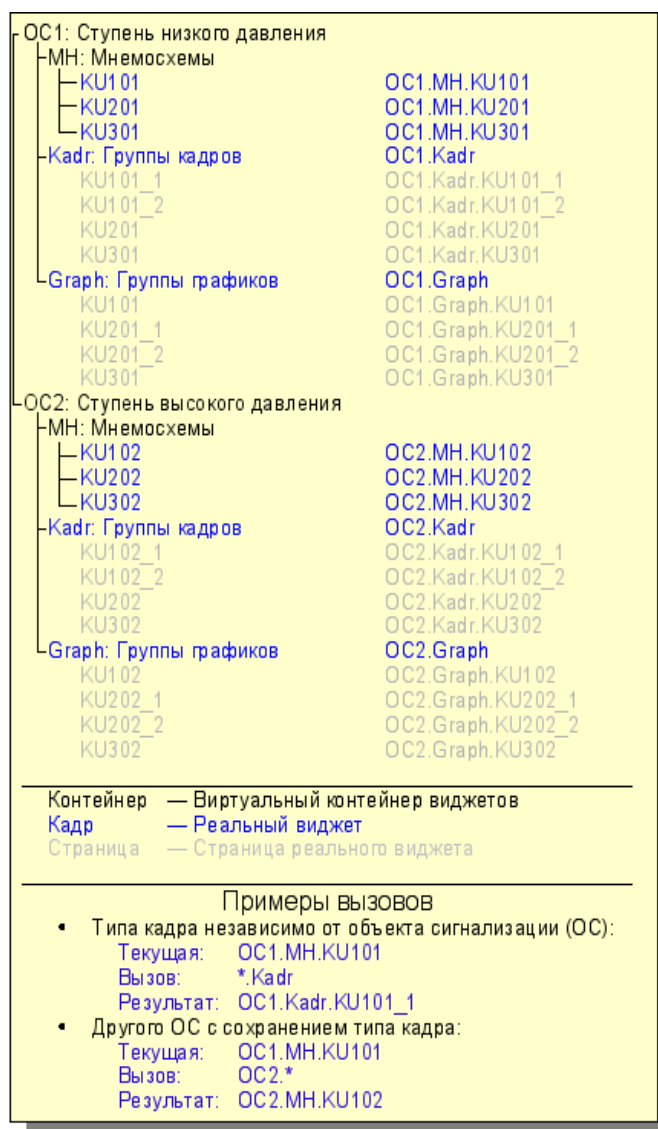 ОС1: Ступень низкого давления
МН: Мнемосхемы
KU101 ОС1.МН.KU101
KU201 ОС1.МН.KU201
KU301 ОС1.МН.KU301
Kadr: Группы кадров ОС1.Kadr
KU101_1 ОС1.Kadr.KU101_1
KU101_2 ОС1.Kadr.KU101_2
KU201 ОС1.Kadr.KU201
KU301 ОС1.Kadr.KU301
Graph: Группы графиков ОС1.Graph
KU101 ОС1.Graph.KU101
KU201_1 ОС1.Graph.KU201_1
KU201_2 ОС1.Graph.KU201_2
KU301 ОС1.Graph.KU301
ОС2: Ступень высокого давления
МН: Мнемосхемы
KU102 ОС2.МН.KU102
KU202 ОС2.МН.KU202
KU302 ОС2.МН.KU302
Kadr: Группы кадров ОС2.Kadr
KU102_1 ОС2.Kadr.KU102_1
KU102_2 ОС2.Kadr.KU102_2
KU202 ОС2.Kadr.KU202
KU302 ОС2.Kadr.KU302
Graph: Группы графиков ОС2.Graph
KU102 ОС2.Graph.KU102
KU202_1 ОС2.Graph.KU202_1
KU202_2 ОС2.Graph.KU202_2
KU302 ОС2.Graph.KU302
Контейнер — Виртуальный контейнер виджетов
Кадр — Реальный виджет
Страница — Страница реального виджета
Примеры вызовов
• Типа кадра независимо от объекта сигнализации (ОС):
Текущая: ОС1.МН.KU101
Вызов: *.Kadr
Результат: ОС1.Kadr.KU101_1
• Другого ОС с сохранением типа кадра:
Текущая: ОС1.МН.KU101
Вызов: ОС2.*
Результат: ОС2.МН.KU102